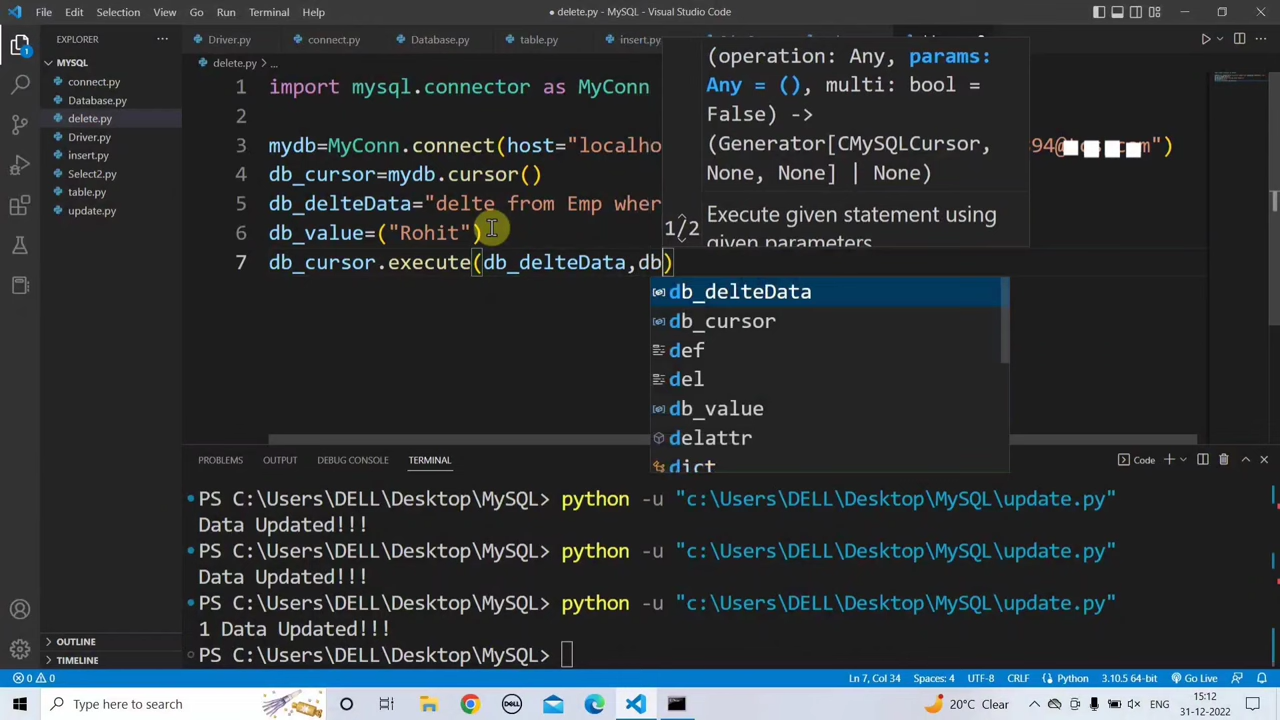 File Edit Selection View Go Run Terminal Help
● delete.py - MySQL - Visual Studio Code
EXPLORER
Driver.py connect.py Database.py table.py insert.py
MYSQL
connect.py
Database.py
delete.py
Driver.py
insert.py
Select2.py
table.py
update.py
OUTLINE
TIMELINE
1
delete.py > ...
1 import mysql.connector as MyConn
2
3 mydb=MyConn.connect(host="localho 94@ com")
4 db_cursor=mydb.cursor()
5 db_delteData="delte from Emp wher
6 db_value=("Rohit")
7 db_cursor.execute(db_delteData,db)
(operation: Any, params:
Any = (), multi: bool =
False) ->
(Generator[CMySQLCursor,
None, None] | None)
1/2
Execute given statement using
given parameters
db_delteData
db_cursor
def
del
db_value
delattr
dict
PROBLEMS OUTPUT DEBUG CONSOLE TERMINAL
Code
PS C:\Users\DELL\Desktop\MySQL> python -u "c:\Users\DELL\Desktop\MySQL\update.py"
Data Updated!!!
PS C:\Users\DELL\Desktop\MySQL> python -u "c:\Users\DELL\Desktop\MySQL\update.py"
Data Updated!!!
PS C:\Users\DELL\Desktop\MySQL> python -u "c:\Users\DELL\Desktop\MySQL\update.py"
1 Data Updated!!!
PS C:\Users\DELL\Desktop\MySQL>
0 0 Ln 7, Col 34 Spaces: 4 UTF-8 CRLF Python 3.10.5 64-bit Go Live
Type here to search
DELL
20°C Clear
15:12
31-12-2022